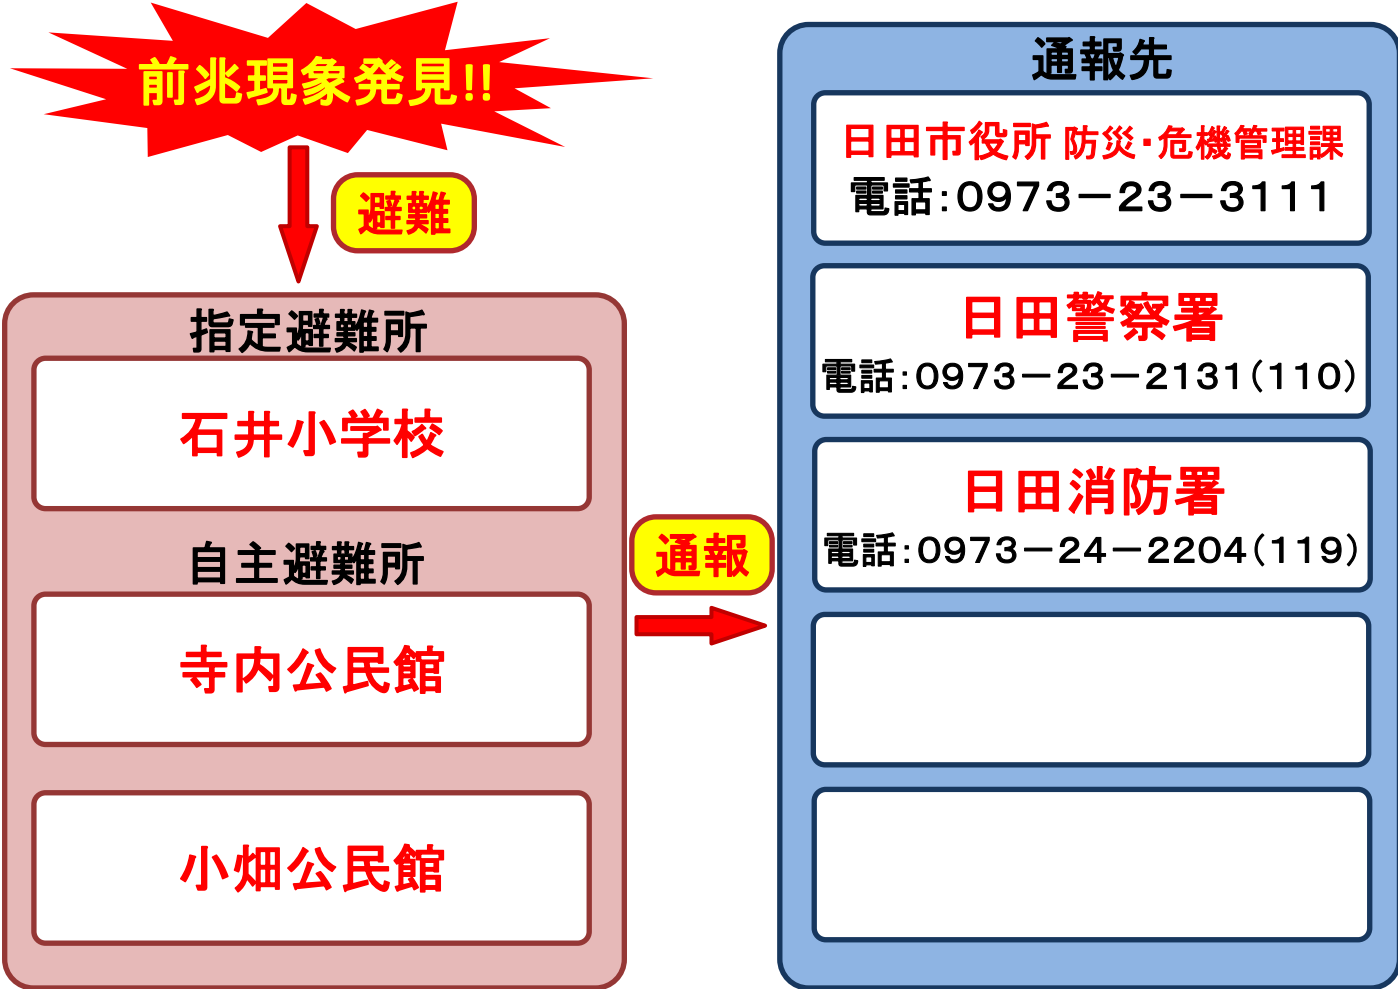 前兆現象発見!!
避難
指定避難所
石井小学校
自主避難所
寺内公民館
小畑公民館
通報
通報先
日田市役所 防災・危機管理課
電話:0973-23-3111
日田警察署
電話:0973-23-2131(110)
日田消防署
電話:0973-24-2204(119)